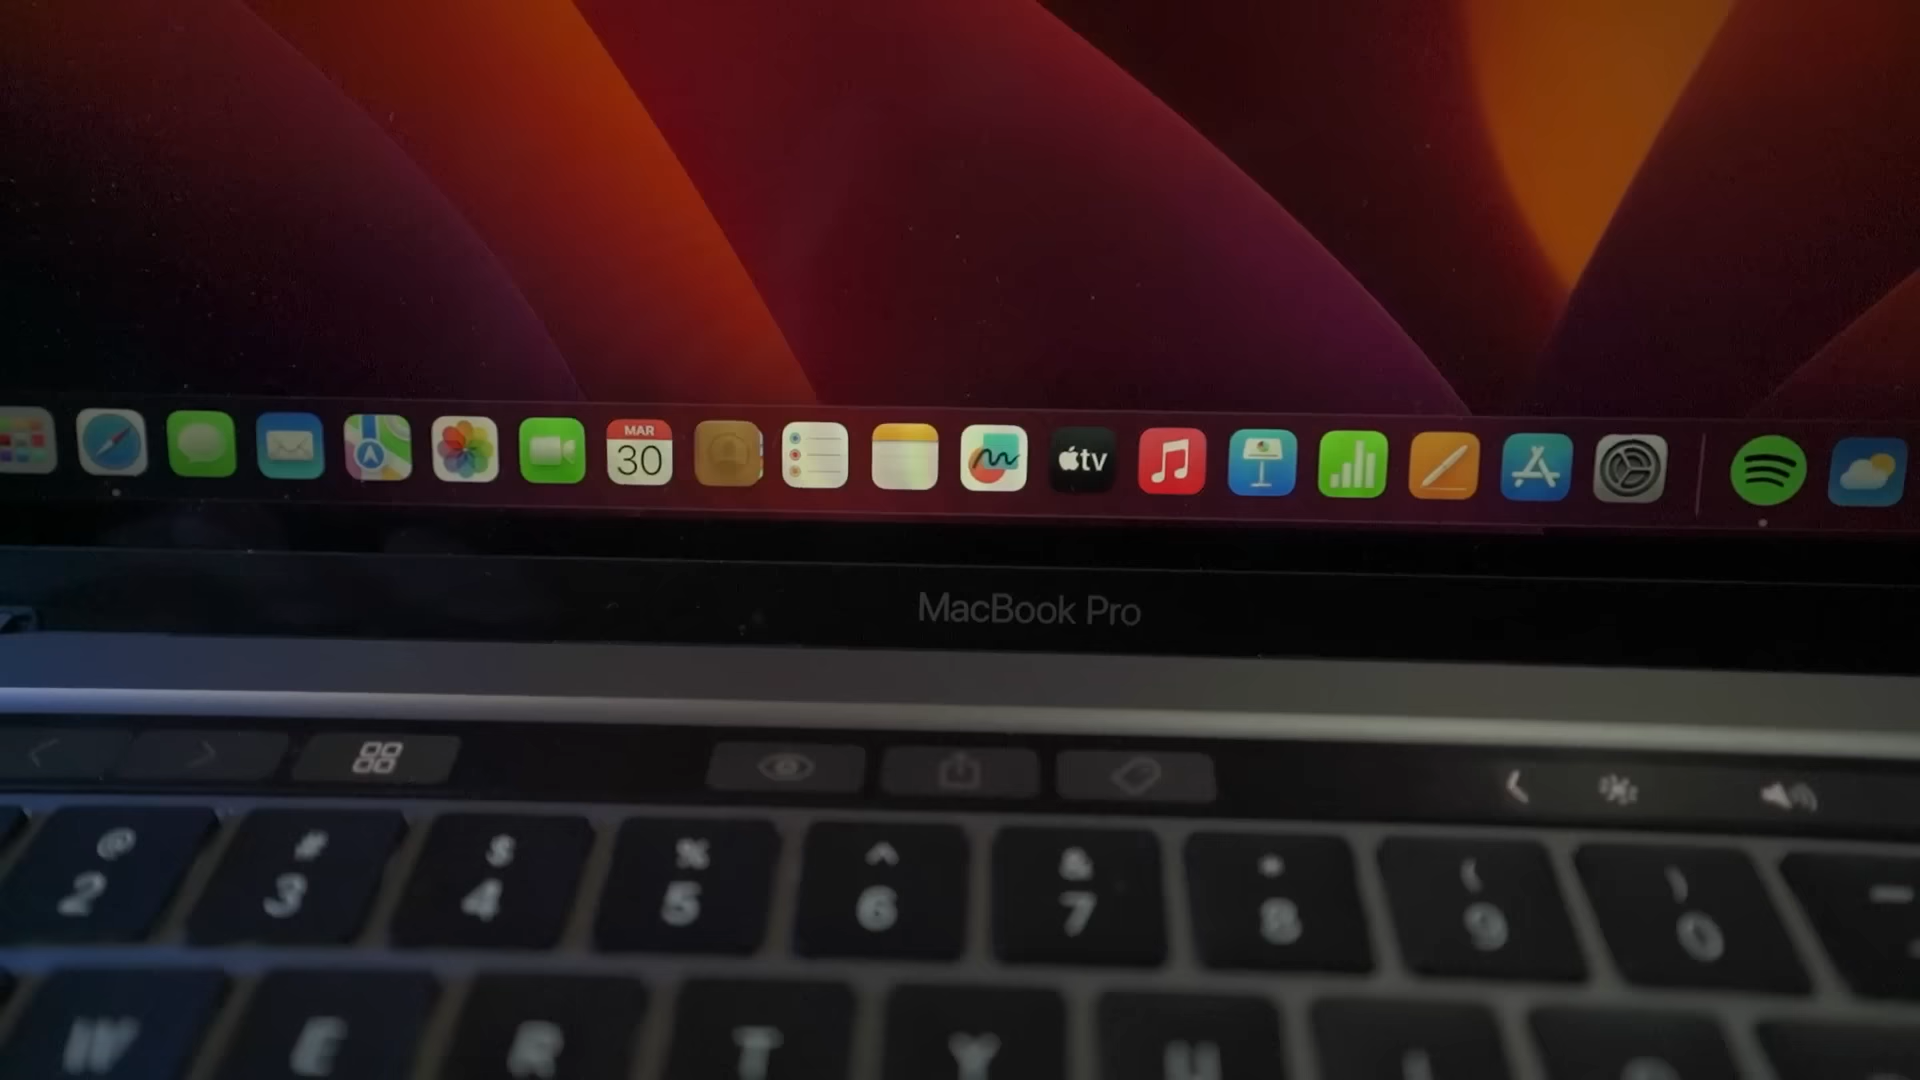 MAR
30
tv
MacBook Pro
@ # $ % ^ & * ( ) —
2 3 4 5 6 7 8 9 0
W E R T Y U